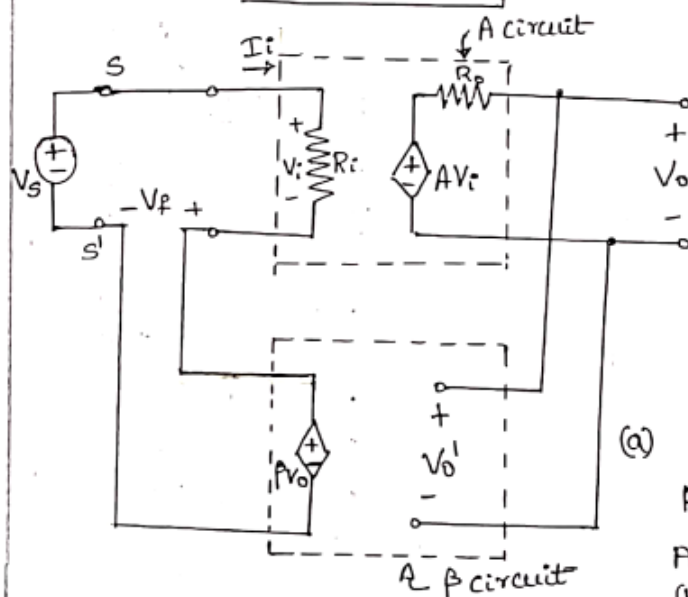 A circuit
Ii
S
Ro
+
+
Vi
Ri
-
+
-
AVi
+
Vo
-
+
-
Vs
- Vf +
S'
+
Vo'
-
+
-
βVo
(a)
β circuit